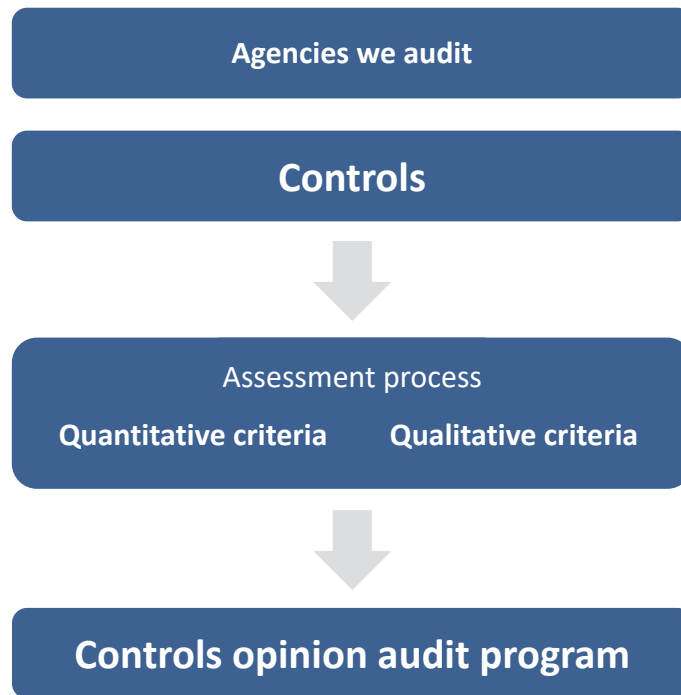 Agencies we audit
Controls
Assessment process
Quantitative criteria Qualitative criteria
Controls opinion audit program